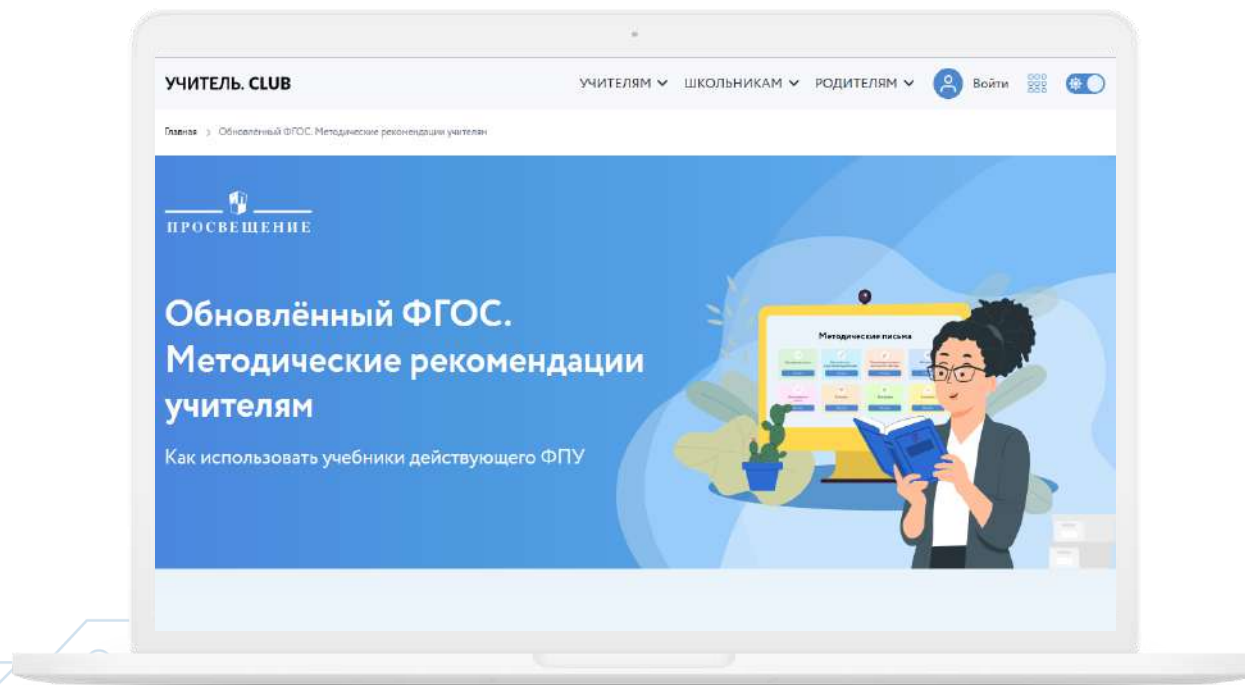 УЧИТЕЛЬ. CLUB
УЧИТЕЛЯМ ШКОЛЬНИКАМ РОДИТЕЛЯМ Войти
Главная > Обновлённый ФГОС. Методические рекомендации учителям
ПРОСВЕЩЕНИЕ
Обновлённый ФГОС.
Методические рекомендации
учителям
Как использовать учебники действующего ФПУ
Методические письма